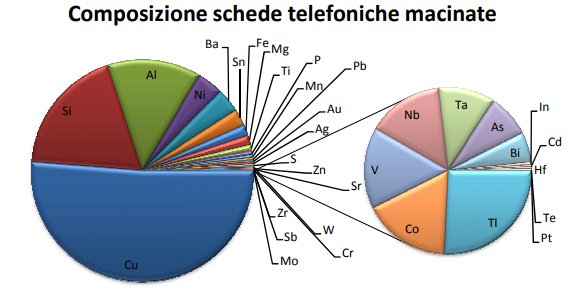 Composizione schede telefoniche macinate
Ba
Fe
Mg
Sn
Ti
P
Pb
Mn
Au
Ag
S
Zn
Sr
Zr
Sb
Mo
W
Cr
Al
Ni
Si
Cu
Nb
Ta
As
Bi
In
Cd
Hf
Te
Pt
Tl
Co
V